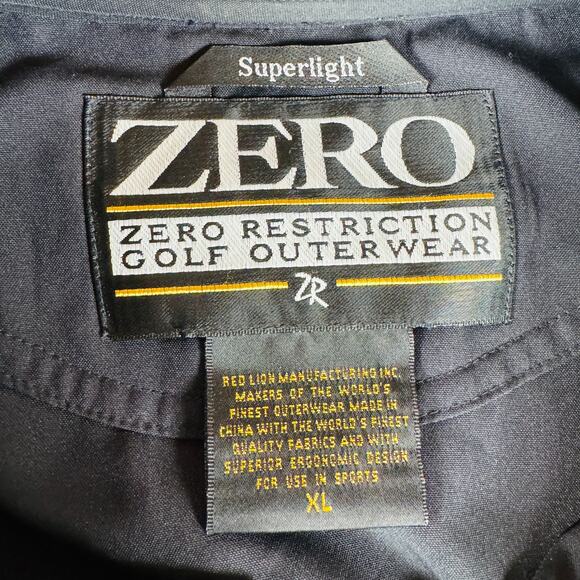 Superlight
ZERO
ZERO RESTRICTION
GOLF OUTERWEAR
ZR
RED LION MANUFACTURING INC.
MAKERS OF THE WORLD'S
FINEST OUTERWEAR MADE IN
CHINA WITH THE WORLD'S FINEST
QUALITY FABRICS AND WITH
SUPERIOR ERGONOMIC DESIGN
FOR USE IN SPORTS
XL